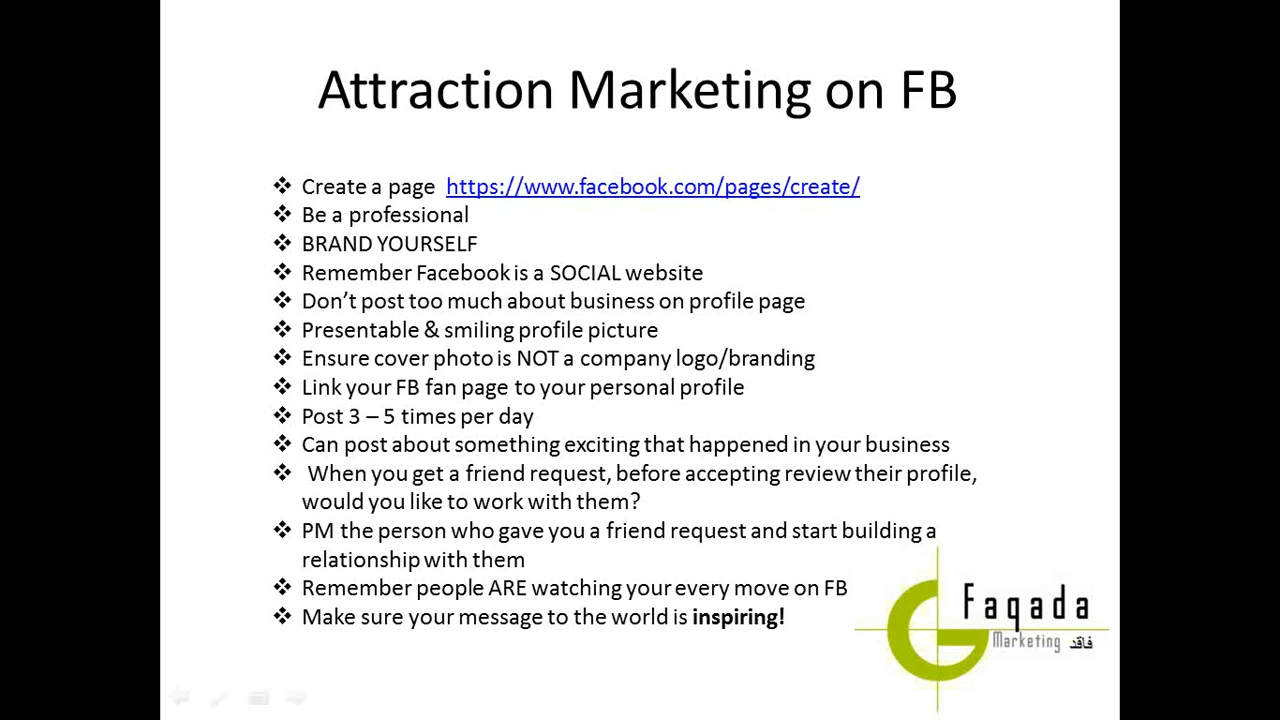 Attraction Marketing on FB
❖ Create a page https://www.facebook.com/pages/create/
❖ Be a professional
❖ BRAND YOURSELF
❖ Remember Facebook is a SOCIAL website
❖ Don’t post too much about business on profile page
❖ Presentable & smiling profile picture
❖ Ensure cover photo is NOT a company logo/branding
❖ Link your FB fan page to your personal profile
❖ Post 3 – 5 times per day
❖ Can post about something exciting that happened in your business
❖ When you get a friend request, before accepting review their profile,
would you like to work with them?
❖ PM the person who gave you a friend request and start building a
relationship with them
❖ Remember people ARE watching your every move on FB
❖ Make sure your message to the world is inspiring!
Faqada
Marketing فاقد